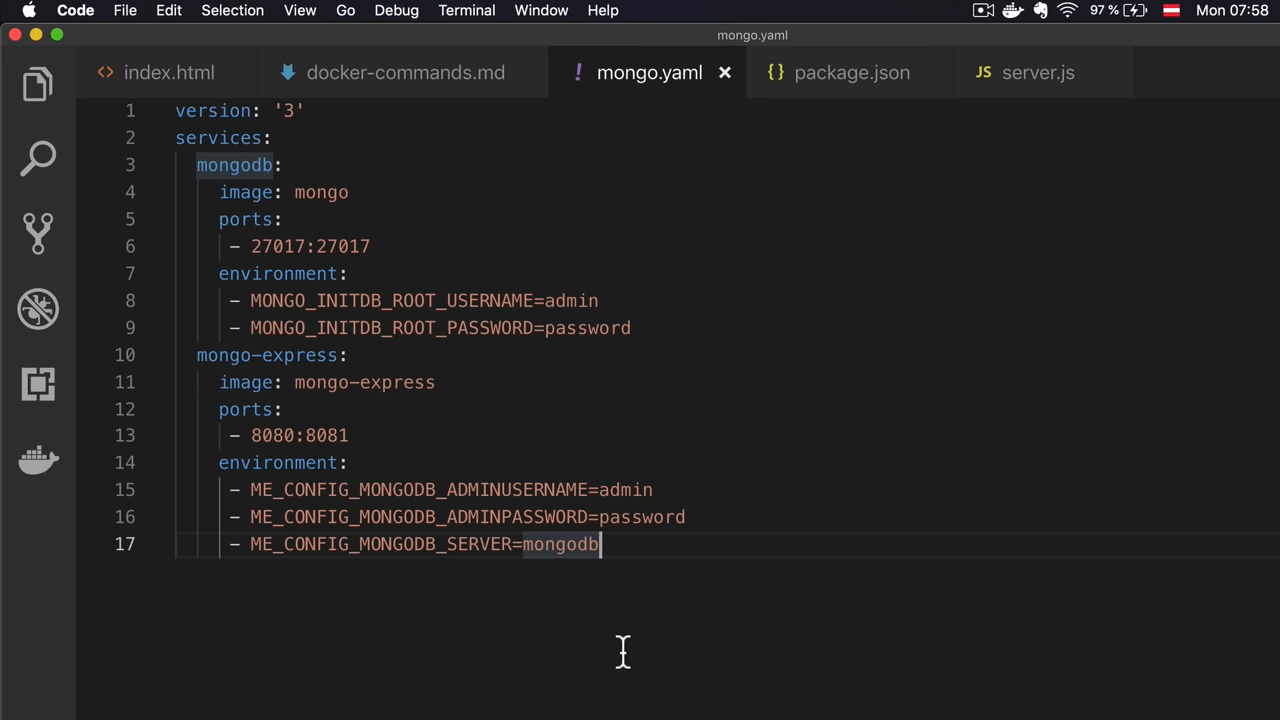 Code File Edit Selection View Go Debug Terminal Window Help 97 % Mon 07:58
mongo.yaml
<> index.html docker-commands.md ! mongo.yaml × {} package.json JS server.js
1 version: '3'
2 services:
3 mongodb:
4 image: mongo
5 ports:
6 - 27017:27017
7 environment:
8 - MONGO_INITDB_ROOT_USERNAME=admin
9 - MONGO_INITDB_ROOT_PASSWORD=password
10 mongo-express:
11 image: mongo-express
12 ports:
13 - 8080:8081
14 environment:
15 - ME_CONFIG_MONGODB_ADMINUSERNAME=admin
16 - ME_CONFIG_MONGODB_ADMINPASSWORD=password
17 - ME_CONFIG_MONGODB_SERVER=mongodb